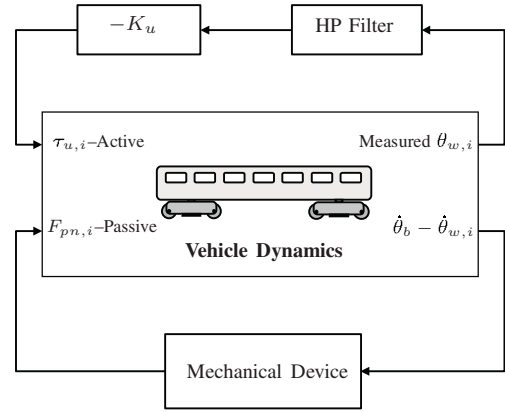 −K_u
HP Filter
τ_{u,i}–Active
Measured θ_{w,i}
F_{pn,i}–Passive
θ̇_b − θ̇_{w,i}
Vehicle Dynamics
Mechanical Device